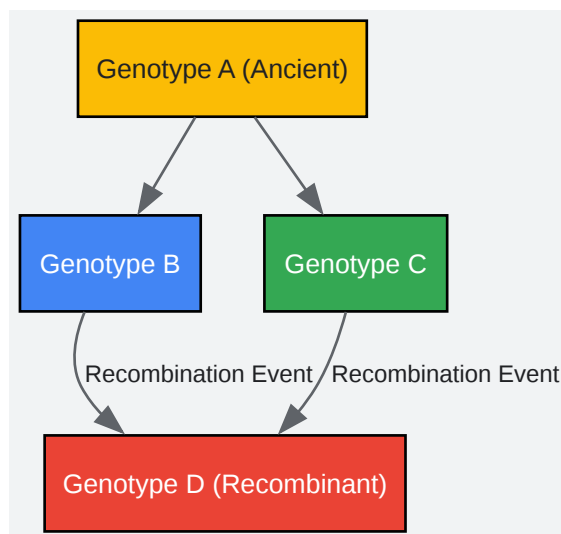 Genotype A (Ancient)
Genotype B
Genotype C
Recombination Event
Recombination Event
Genotype D (Recombinant)